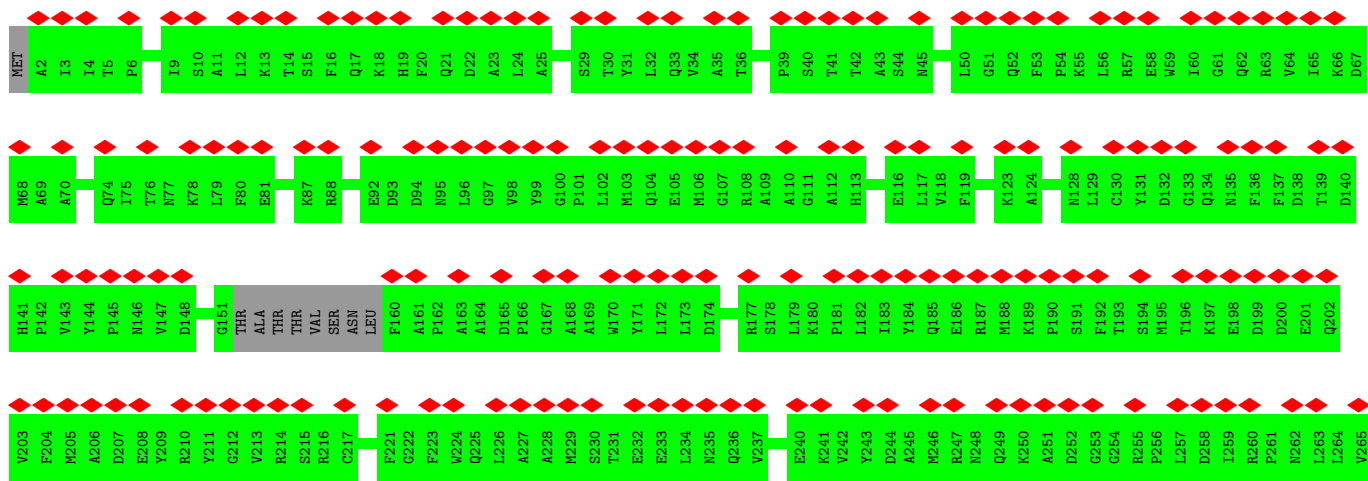 MET A2 I3 I4 T5 P6 I9 S10 A11 L12 K13 T14 S15 F16 Q17 K18 H19 F20 Q21 D22 A23 L24 A25 S29 T30 Y31 L32 Q33 V34 A35 T36 P39 S40 T41 T42 A43 S44 N45 L50 G51 Q52 F53 P54 K55 L56 R57 E58 W59 I60 G61 Q62 R63 V64 I65 K66 D67
M68 A69 A70 Q74 I75 T76 N77 K78 L79 F80 E81 K87 R88 E92 D93 D94 N95 L96 G97 V98 Y99 G100 P101 L102 M103 Q104 E105 M106 G107 R108 A109 A110 G111 A112 H113 E116 L117 V118 F119 K123 A124 N128 L129 C130 Y131 D132 G133 Q134 N135 F136 F137 D138 T139 D140
H141 P142 V143 Y144 P145 N146 V147 D148 G151 THR ALA THR THR VAL SER ASN LEU F160 A161 P162 A163 A164 D165 P166 G167 A168 A169 W170 Y171 L172 L173 D174 R177 S178 L179 K180 P181 L182 I183 Y184 Q185 E186 R187 M188 K189 P190 S191 F192 T193 S194 M195 T196 K197 E198 D199 D200 E201 Q202
V203 F204 M205 A206 D207 E208 Y209 R210 Y211 G212 V213 R214 S215 R216 C217 F221 G222 F223 W224 Q225 L226 A227 A228 M229 S230 T231 E232 E233 L234 N235 Q236 V237 E240 K241 V242 Y243 D244 A245 M246 R247 N248 Q249 K250 A251 D252 G253 G254 R255 P256 L257 D258 I259 R260 P261 N262 L263 L264 V265